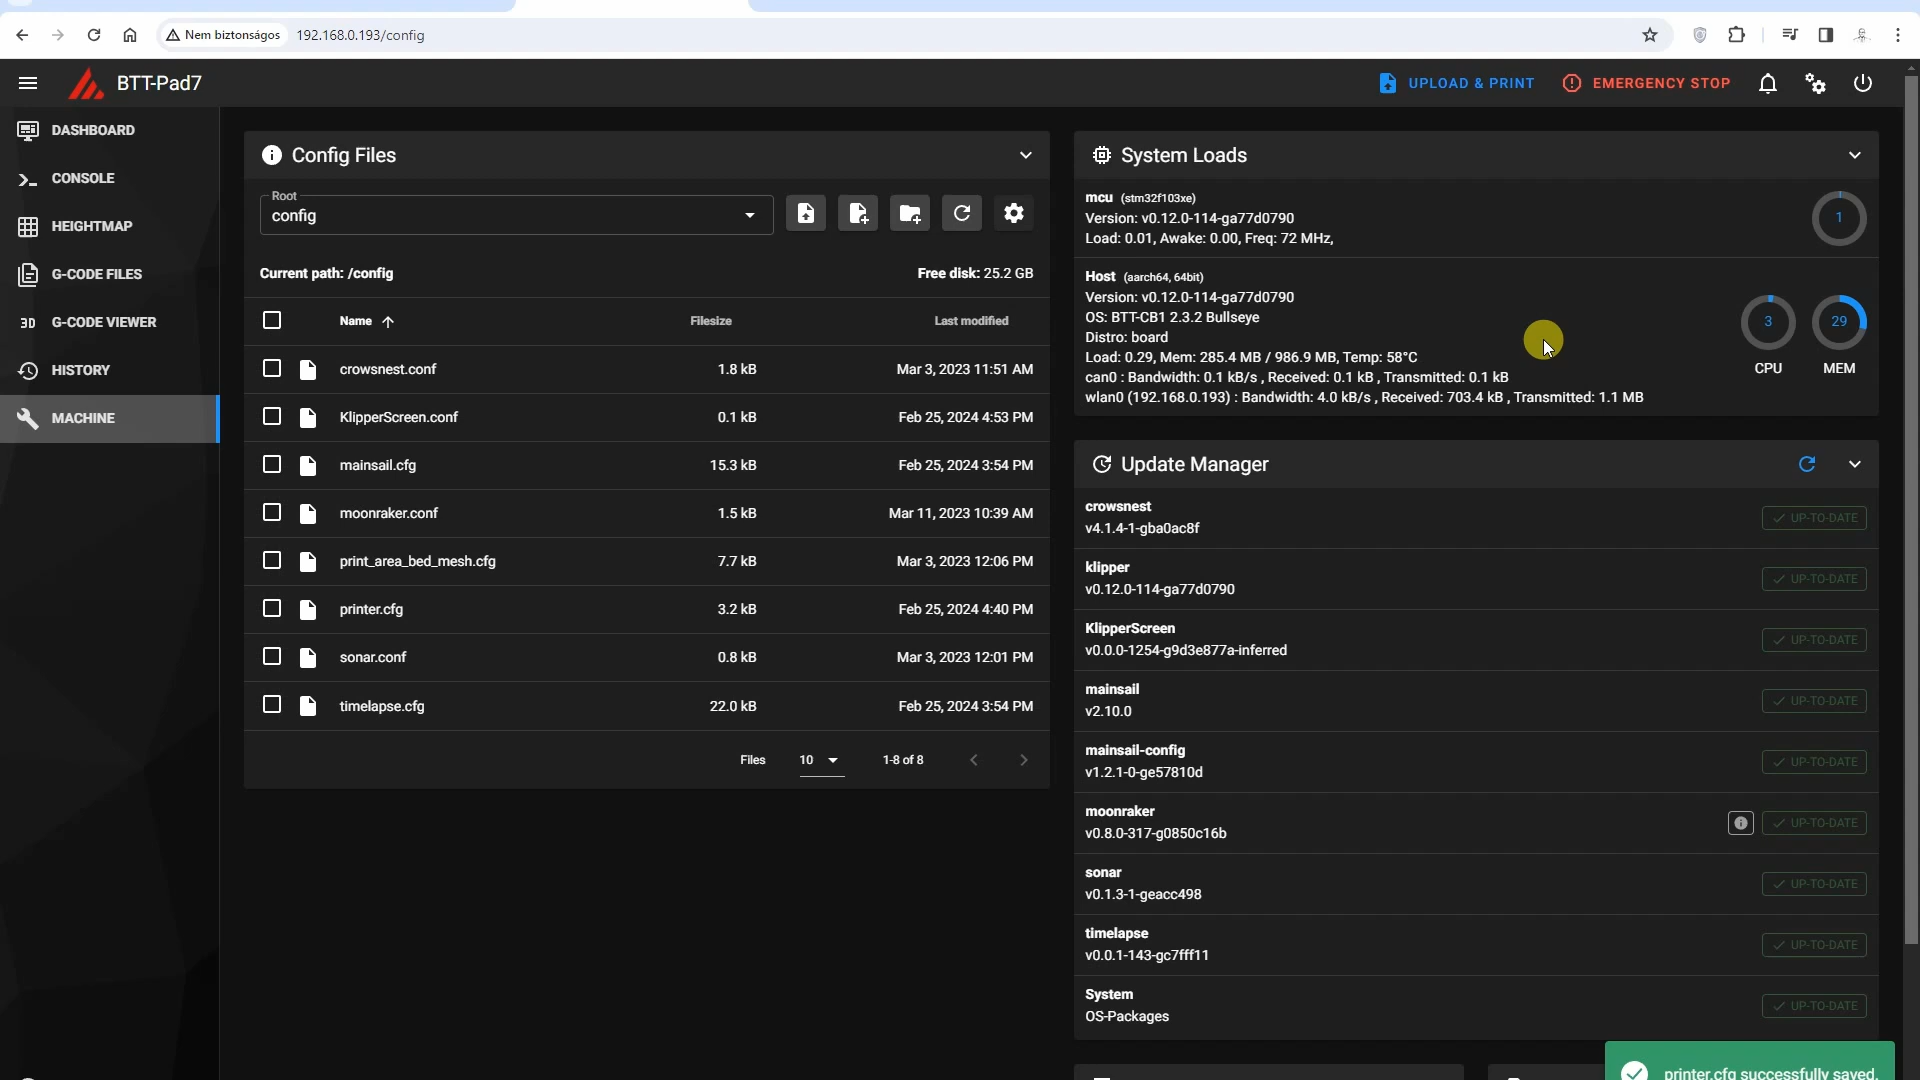 Nem biztonságos
192.168.0.193/config
BTT-Pad7
UPLOAD & PRINT
EMERGENCY STOP
DASHBOARD
CONSOLE
HEIGHTMAP
G-CODE FILES
3D G-CODE VIEWER
HISTORY
MACHINE
Config Files
Root
config
Current path: /config
Free disk: 25.2 GB
Name Filesize Last modified
crowsnest.conf 1.8 kB Mar 3, 2023 11:51 AM
KlipperScreen.conf 0.1 kB Feb 25, 2024 4:53 PM
mainsail.cfg 15.3 kB Feb 25, 2024 3:54 PM
moonraker.conf 1.5 kB Mar 11, 2023 10:39 AM
print_area_bed_mesh.cfg 7.7 kB Mar 3, 2023 12:06 PM
printer.cfg 3.2 kB Feb 25, 2024 4:40 PM
sonar.conf 0.8 kB Mar 3, 2023 12:01 PM
timelapse.cfg 22.0 kB Feb 25, 2024 3:54 PM
Files 10 1-8 of 8
System Loads
mcu (stm32f103xe)
Version: v0.12.0-114-ga77d0790
Load: 0.01, Awake: 0.00, Freq: 72 MHz,
1
Host (aarch64, 64bit)
Version: v0.12.0-114-ga77d0790
OS: BTT-CB1 2.3.2 Bullseye
Distro: board
Load: 0.29, Mem: 285.4 MB / 986.9 MB, Temp: 58°C
can0 : Bandwidth: 0.1 kB/s , Received: 0.1 kB , Transmitted: 0.1 kB
wlan0 (192.168.0.193) : Bandwidth: 4.0 kB/s , Received: 703.4 kB , Transmitted: 1.1 MB
3 29
CPU MEM
Update Manager
crowsnest
v4.1.4-1-gba0ac8f
UP-TO-DATE
klipper
v0.12.0-114-ga77d0790
UP-TO-DATE
KlipperScreen
v0.0.0-1254-g9d3e877a-inferred
UP-TO-DATE
mainsail
v2.10.0
UP-TO-DATE
mainsail-config
v1.2.1-0-ge57810d
UP-TO-DATE
moonraker
v0.8.0-317-g0850c16b
UP-TO-DATE
sonar
v0.1.3-1-geacc498
UP-TO-DATE
timelapse
v0.0.1-143-gc7fff11
UP-TO-DATE
System
OS-Packages
UP-TO-DATE
printer.cfg successfully saved.